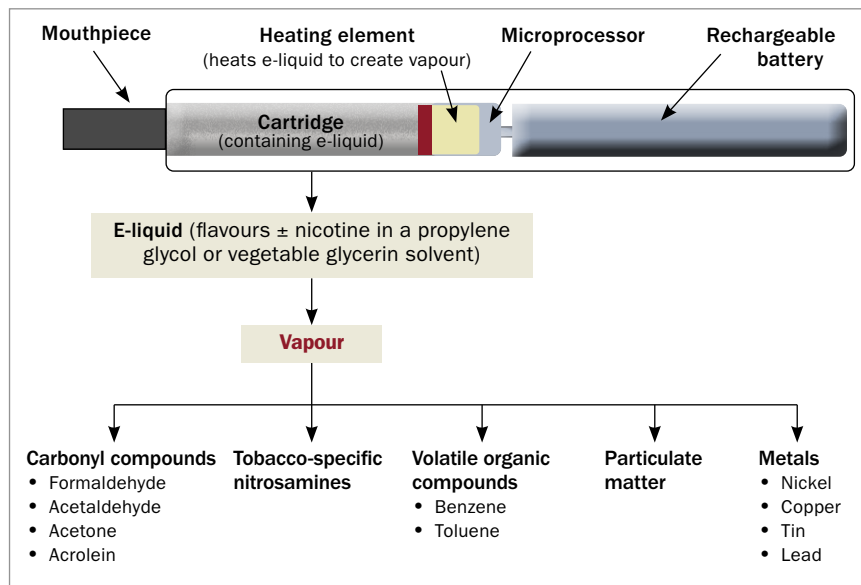 Mouthpiece
Heating element
(heats e-liquid to create vapour)
Microprocessor
Rechargeable
battery
Cartridge
(containing e-liquid)
E-liquid (flavours ± nicotine in a propylene
glycol or vegetable glycerin solvent)
Vapour
Carbonyl compounds
• Formaldehyde
• Acetaldehyde
• Acetone
• Acrolein
Tobacco-specific
nitrosamines
Volatile organic
compounds
• Benzene
• Toluene
Particulate
matter
Metals
• Nickel
• Copper
• Tin
• Lead